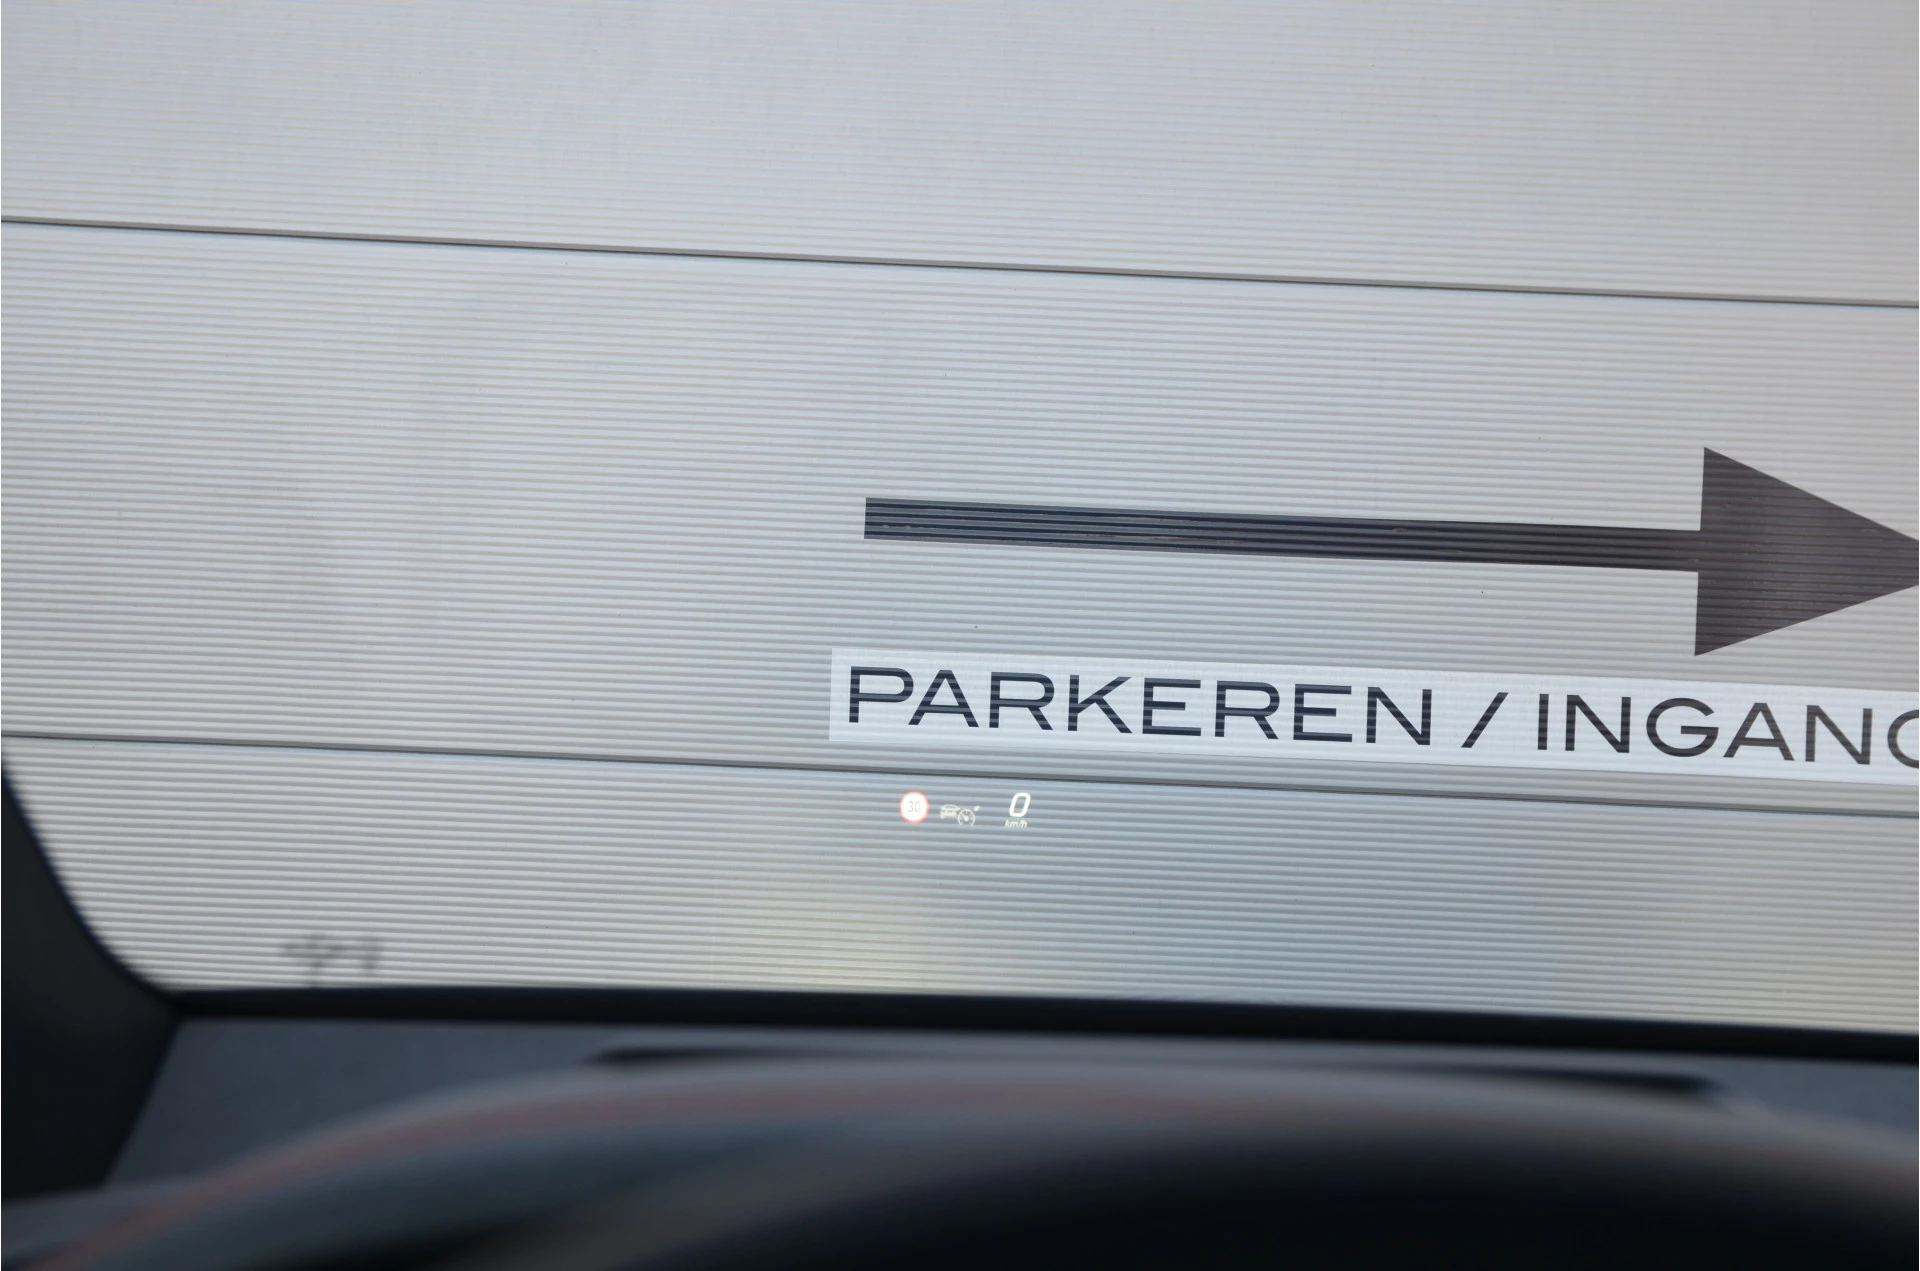 PARKEREN / INGANG
30 0
km/h